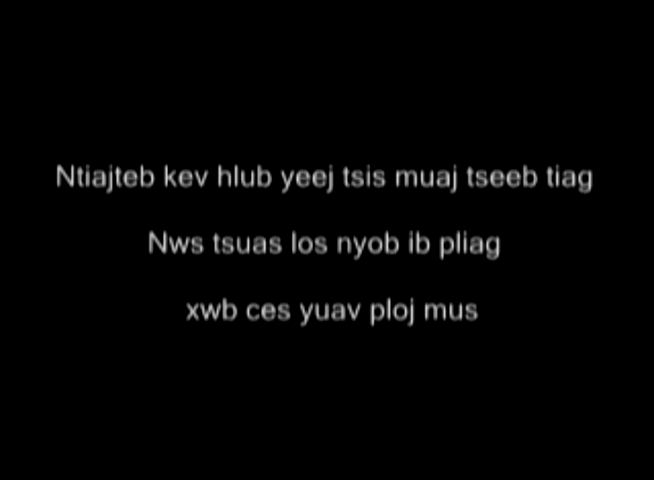 Ntiajteb kev hlub yeej tsis muaj tseeb tiag
Nws tsuas los nyob ib pliag
xwb ces yuav ploj mus